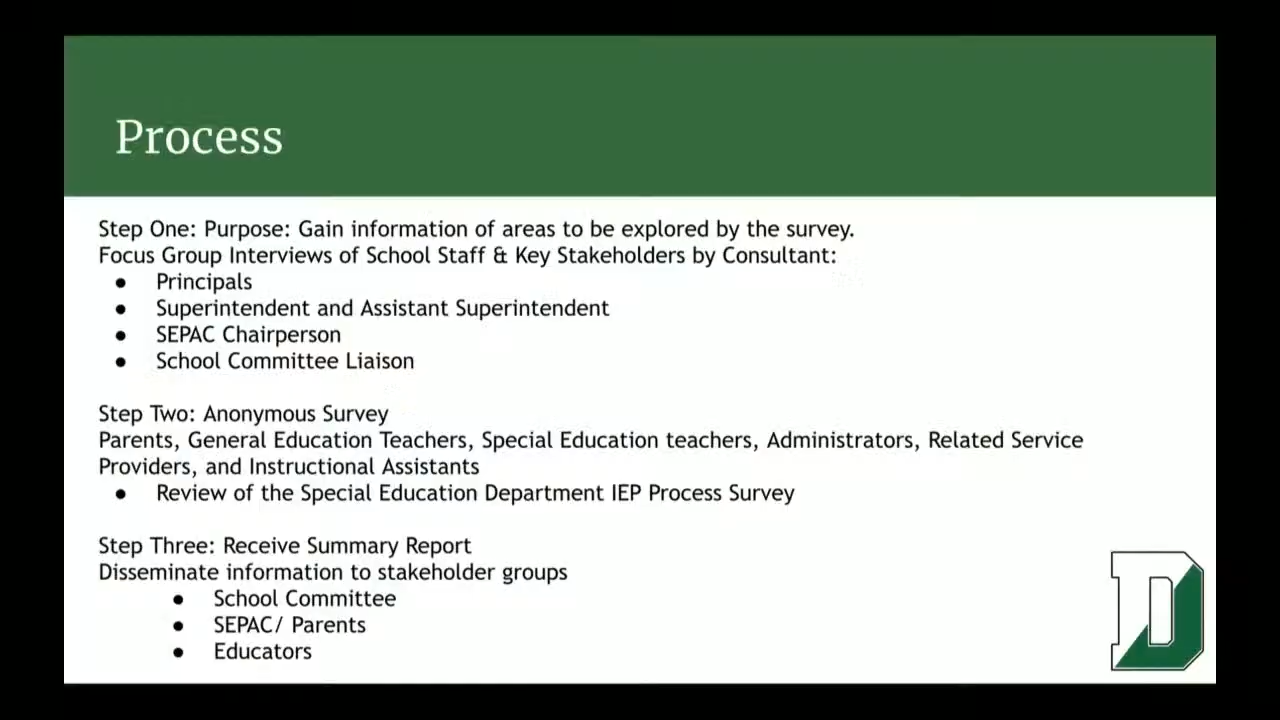 Process
Step One: Purpose: Gain information of areas to be explored by the survey.
Focus Group Interviews of School Staff & Key Stakeholders by Consultant:
● Principals
● Superintendent and Assistant Superintendent
● SEPAC Chairperson
● School Committee Liaison
Step Two: Anonymous Survey
Parents, General Education Teachers, Special Education teachers, Administrators, Related Service
Providers, and Instructional Assistants
● Review of the Special Education Department IEP Process Survey
Step Three: Receive Summary Report
Disseminate information to stakeholder groups
● School Committee
● SEPAC/ Parents
● Educators
D